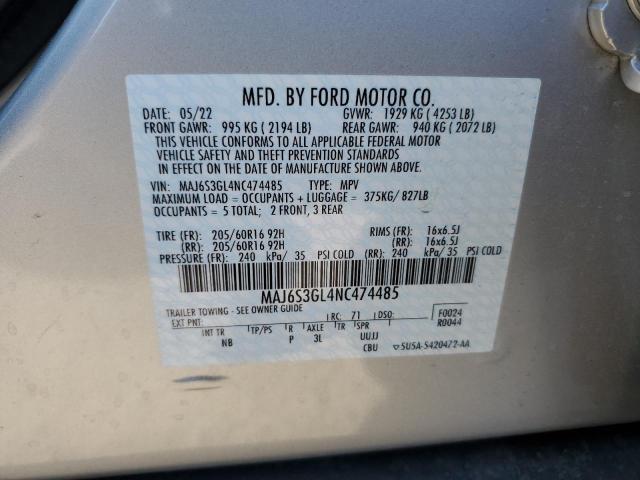 MFD. BY FORD MOTOR CO.
DATE: 05/22 GVWR: 1929 KG ( 4253 LB)
FRONT GAWR: 995 KG ( 2194 LB) REAR GAWR: 940 KG ( 2072 LB)
THIS VEHICLE CONFORMS TO ALL APPLICABLE FEDERAL MOTOR
VEHICLE SAFETY AND THEFT PREVENTION STANDARDS
IN EFFECT ON THE DATE OF MANUFACTURE SHOWN ABOVE.
VIN: MAJ6S3GL4NC474485 TYPE: MPV
MAXIMUM LOAD = OCCUPANTS + LUGGAGE = 375KG/ 827LB
OCCUPANTS = 5 TOTAL; 2 FRONT, 3 REAR
TIRE (FR): 205/60R16 92H RIMS (FR): 16x6.5J
(RR): 205/60R16 92H (RR): 16x6.5J
PRESSURE (FR): 240 kPa/ 35 PSI COLD (RR): 240 kPa/ 35 PSI COLD
MAJ6S3GL4NC474485
TRAILER TOWING - SEE OWNER GUIDE F0024
EXT PNT: RC: 71 DSO: R0044
INT TR TP/PS R AXLE TR SPR UUJJ
NB P 3L CBU 5U5A-S420472-AA